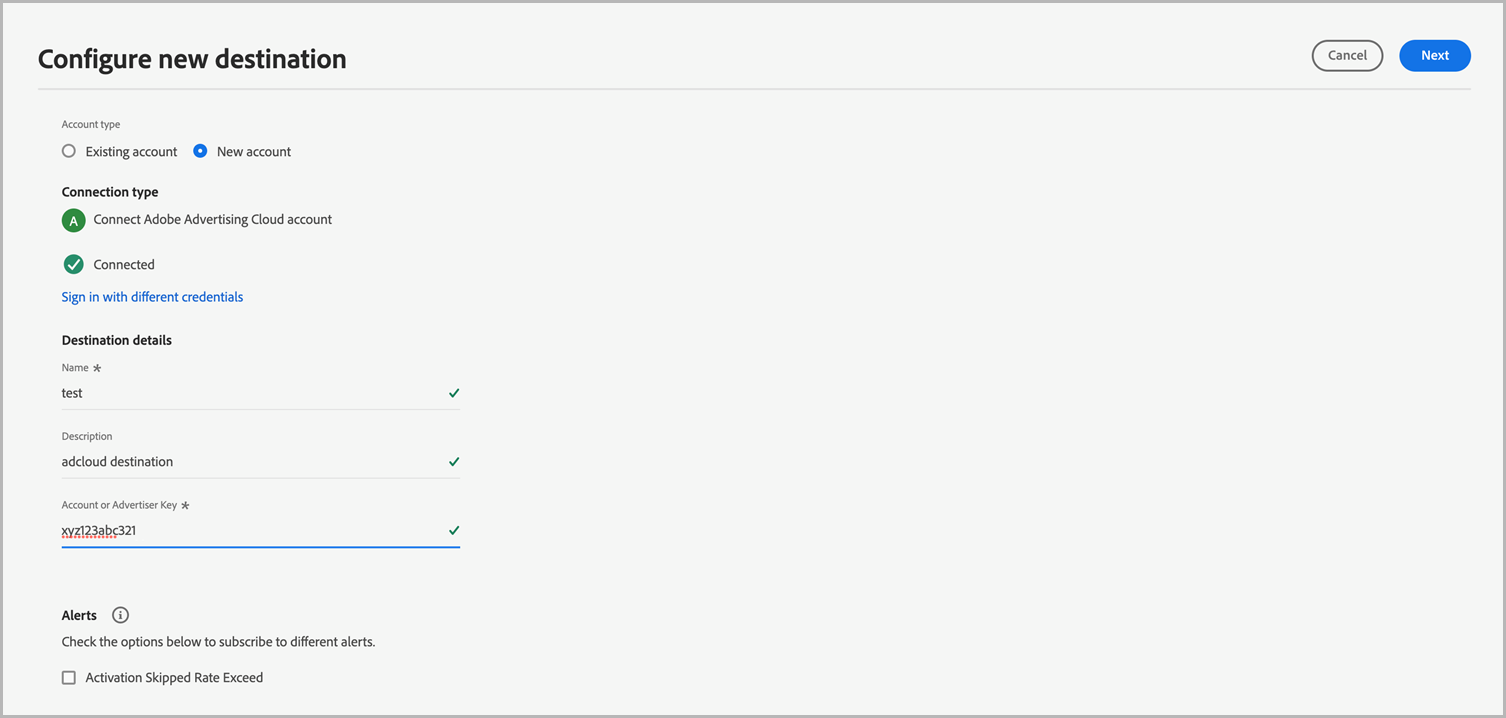 Configure new destination
Cancel
Next
Account type
Existing account
New account
Connection type
A
Connect Adobe Advertising Cloud account
Connected
Sign in with different credentials
Destination details
Name *
test
Description
adcloud destination
Account or Advertiser Key *
xyz123abc321
Alerts
Check the options below to subscribe to different alerts.
Activation Skipped Rate Exceed